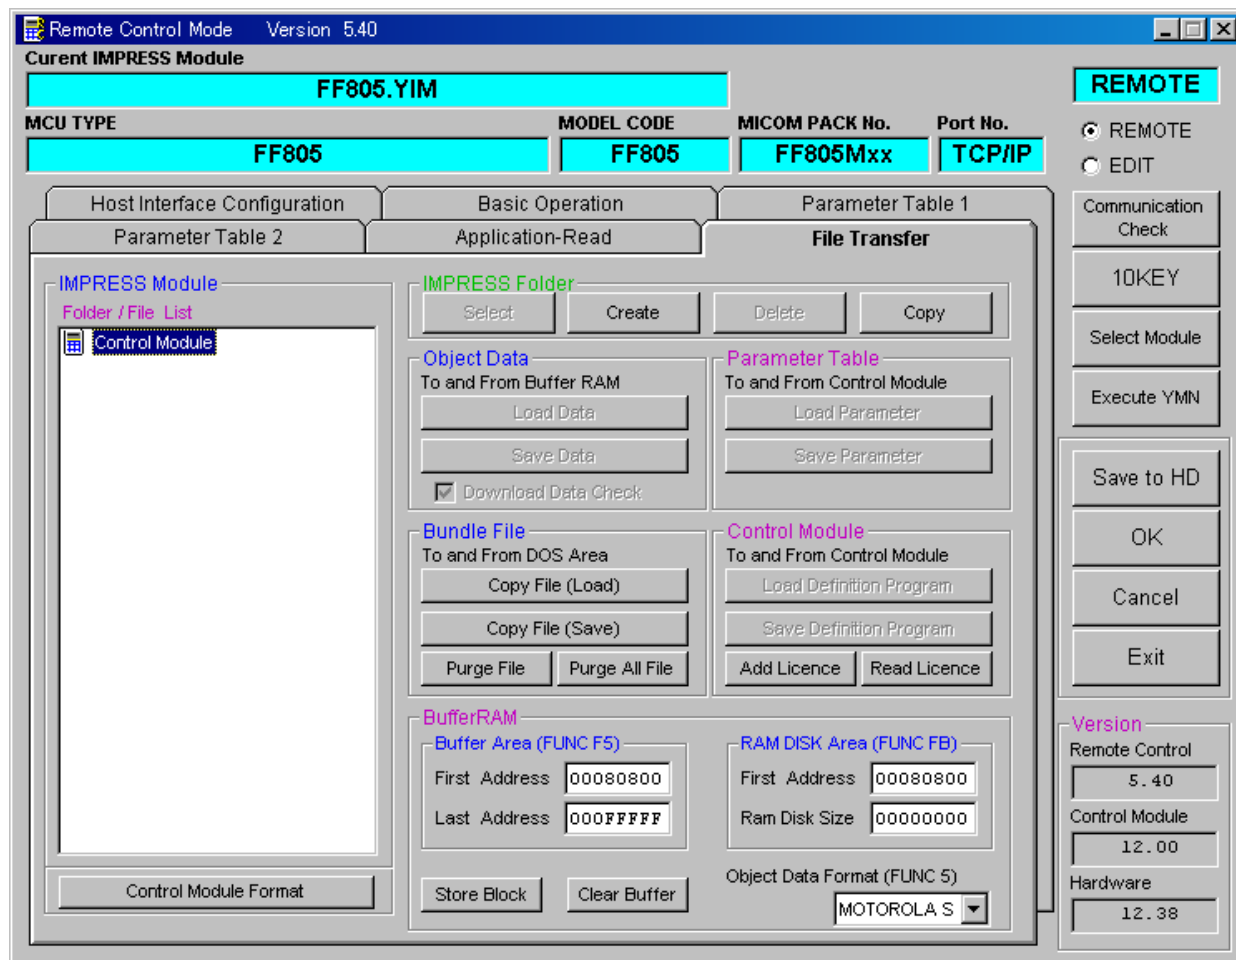 Remote Control Mode Version 5.40
Curent IMPRESS Module
FF805.YIM
REMOTE
MCU TYPE MODEL CODE MICOM PACK No. Port No.
FF805 FF805 FF805Mxx TCP/IP
REMOTE
EDIT
Host Interface Configuration Basic Operation Parameter Table 1
Parameter Table 2 Application-Read File Transfer
IMPRESS Module
Folder / File List
Control Module
Control Module Format
IMPRESS Folder
Select Create Delete Copy
Object Data
To and From Buffer RAM
Load Data
Save Data
Download Data Check
Parameter Table
To and From Control Module
Load Parameter
Save Parameter
Bundle File
To and From DOS Area
Copy File (Load)
Copy File (Save)
Purge File Purge All File
Control Module
To and From Control Module
Load Definition Program
Save Definition Program
Add Licence Read Licence
BufferRAM
Buffer Area (FUNC F5)
First Address 00080800
Last Address 000FFFFF
RAM DISK Area (FUNC FB)
First Address 00080800
Ram Disk Size 00000000
Store Block Clear Buffer
Object Data Format (FUNC 5)
MOTOROLA S
Communication
Check
10KEY
Select Module
Execute YMN
Save to HD
OK
Cancel
Exit
Version
Remote Control
5.40
Control Module
12.00
Hardware
12.38